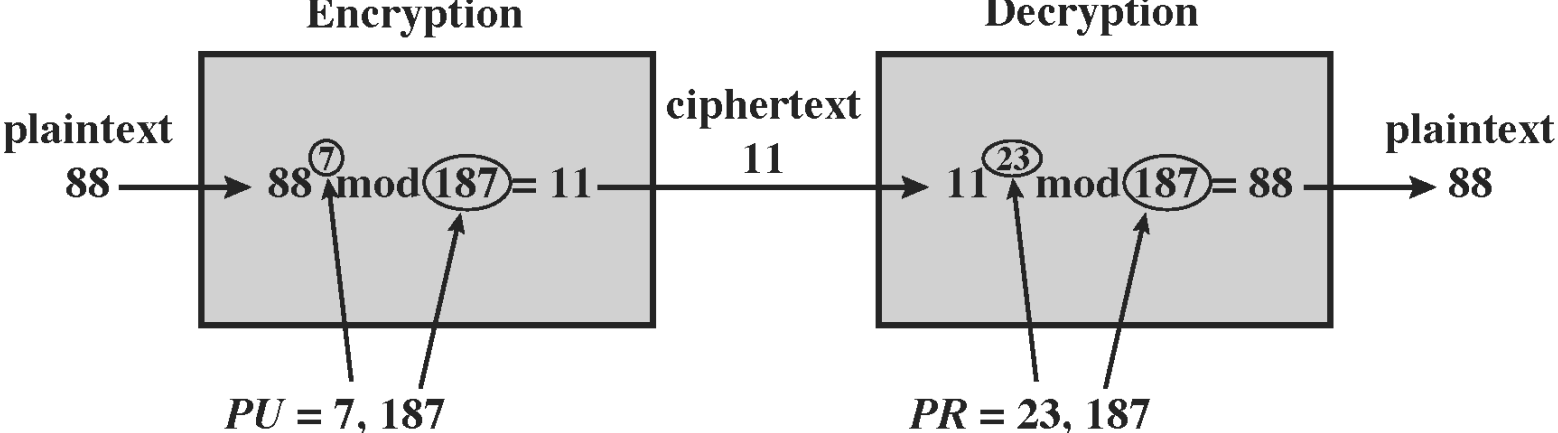 Encryption
Decryption
plaintext
88
88^7 mod 187 = 11
ciphertext
11
11^23 mod 187 = 88
plaintext
88
PU = 7, 187
PR = 23, 187